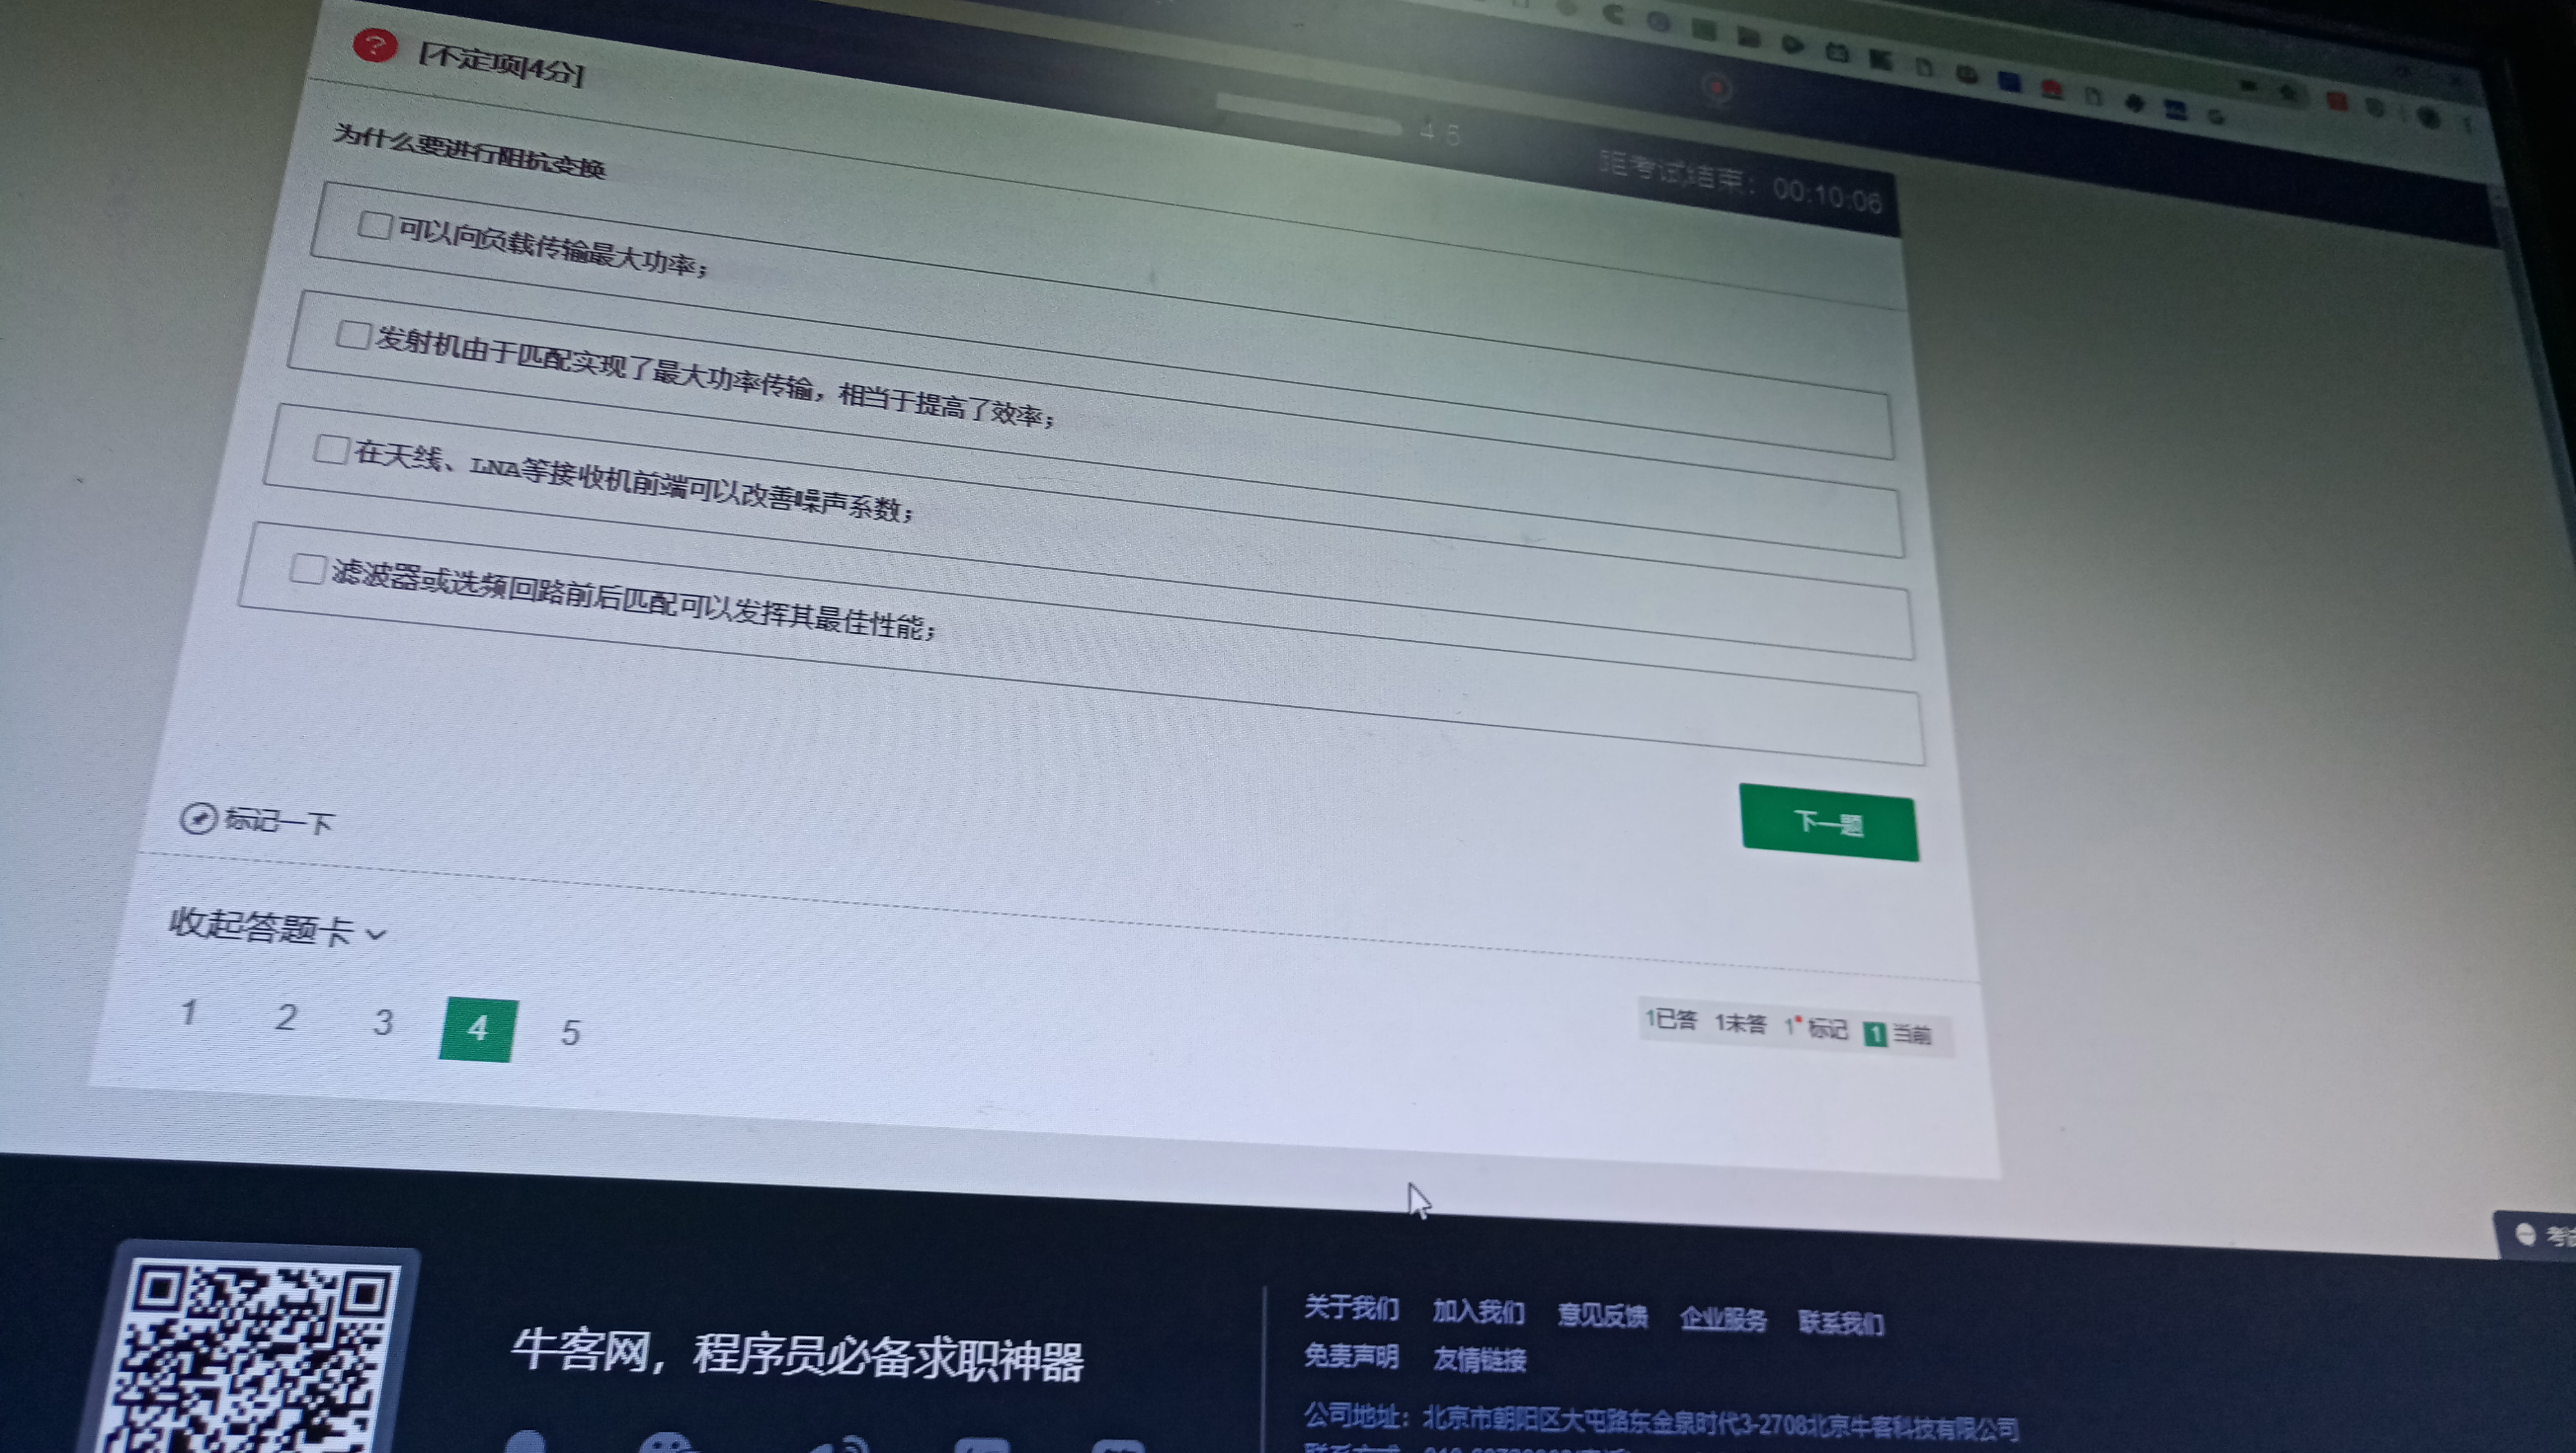 [不定项|4分]
4/5
距考试结束：00:10:06
为什么要进行阻抗变换
可以向负载传输最大功率；
发射机由于匹配实现了最大功率传输，相当于提高了效率；
在天线、LNA等接收机前端可以改善噪声系数；
滤波器或选频回路前后匹配可以发挥其最佳性能；
标记一下
下一题
收起答题卡
1 2 3 4 5
1已答 1未答 1标记 1当前
牛客网，程序员必备求职神器
关于我们 加入我们 意见反馈 企业服务 联系我们
免责声明 友情链接
公司地址：北京市朝阳区大屯路东金泉时代3-2708北京牛客科技有限公司